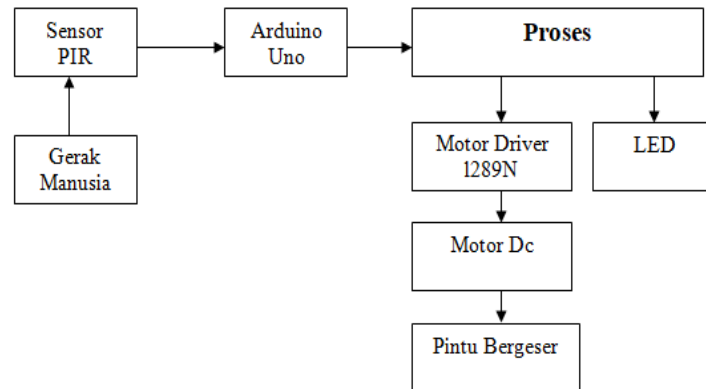 Sensor
PIR
Arduino
Uno
Proses
Gerak
Manusia
Motor Driver
1289N
LED
Motor Dc
Pintu Bergeser